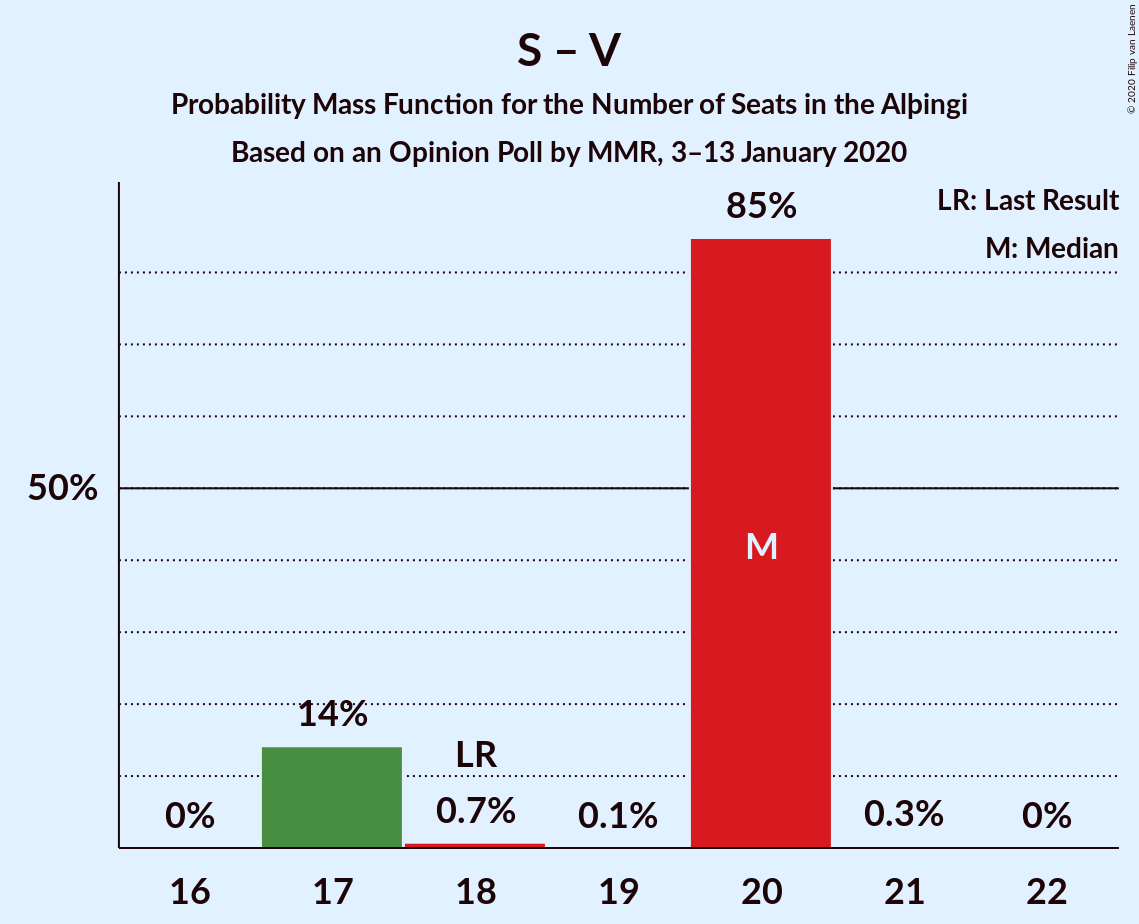 S – V
Probability Mass Function for the Number of Seats in the Alþingi
Based on an Opinion Poll by MMR, 3–13 January 2020
© 2020 Filip van Laenen
LR: Last Result
M: Median
85%
50%
M
14%
LR
0%
0.7%
0.1%
0.3%
0%
16 17 18 19 20 21 22